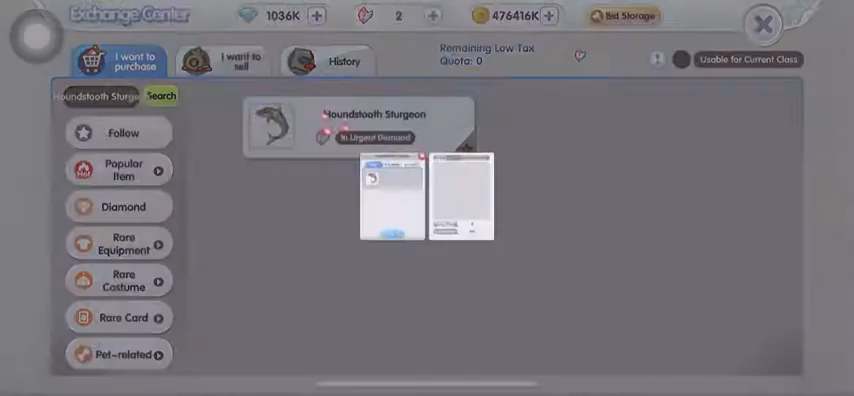 Exchange Center
1036K
2
476416K
Bid Storage
I want to
purchase
I want to
sell
History
Remaining Low Tax
Quota: 0
Usable for Current Class
Houndstooth Sturge
Search
Houndstooth Sturgeon
In Urgent Demand
Follow
Popular
Item
Diamond
Rare
Equipment
Rare
Costume
Rare Card
Pet-related